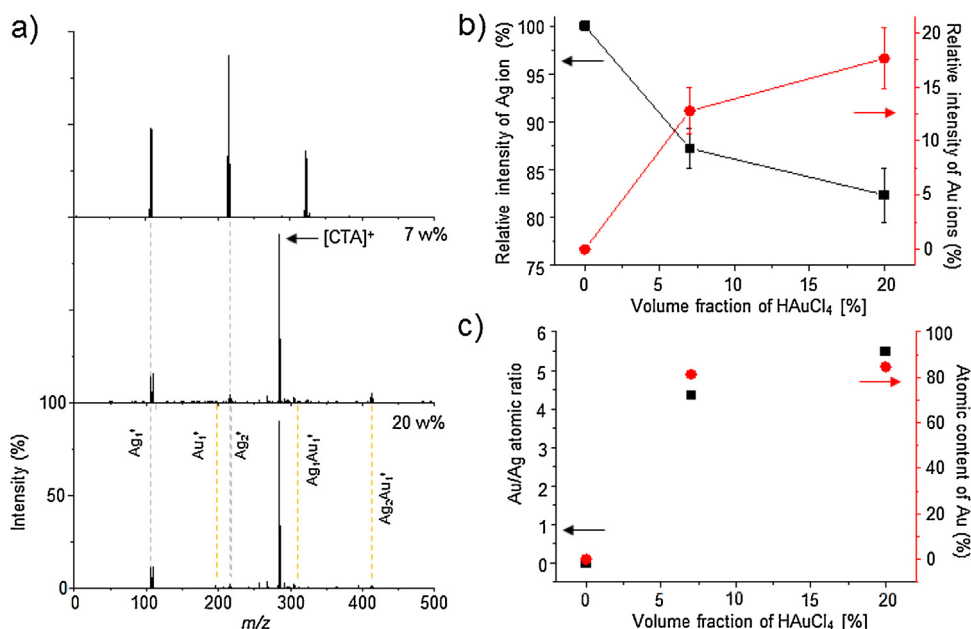 a)
7 w%
[CTA]+
100
20 w%
Ag1+
Au1+
Ag2+
Ag1Au1+
Ag2Au1+
50
0
Intensity (%)
0 100 200 300 400 500
m/z
b)
100
95
90
85
80
75
Relative intensity of Ag ion (%)
20
15
10
5
0
Relative intensity of Au ions (%)
0 5 10 15 20
Volume fraction of HAuCl4 [%]
c)
6
5
4
3
2
1
0
Au/Ag atomic ratio
100
80
60
40
20
0
Atomic content of Au (%)
0 5 10 15 20
Volume fraction of HAuCl4 [%]